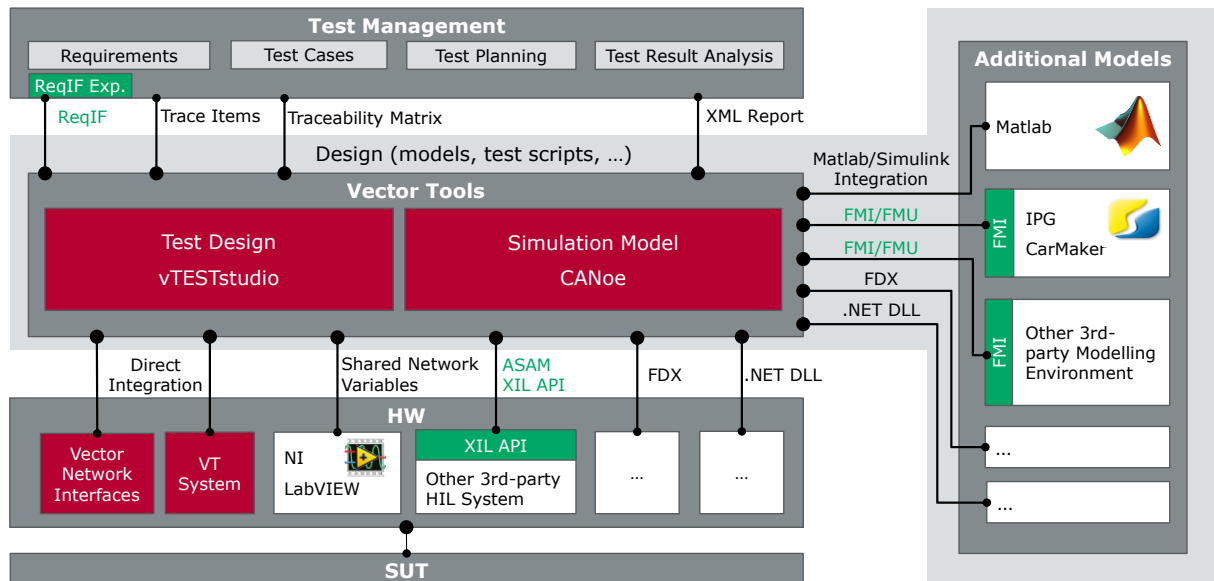 Test Management
Requirements
Test Cases
Test Planning
Test Result Analysis
ReqIF Exp.
ReqIF
Trace Items
Traceability Matrix
XML Report
Design (models, test scripts, …)
Vector Tools
Test Design
vTESTstudio
Simulation Model
CANoe
Matlab/Simulink
Integration
FMI/FMU
FMI/FMU
FDX
.NET DLL
Additional Models
Matlab
FMI
IPG
CarMaker
FMI
Other 3rd-
party Modelling
Environment
...
...
Direct
Integration
Shared Network
Variables
ASAM
XIL API
FDX
.NET DLL
HW
Vector
Network
Interfaces
VT
System
NI
LabVIEW
XIL API
Other 3rd-party
HIL System
...
...
SUT